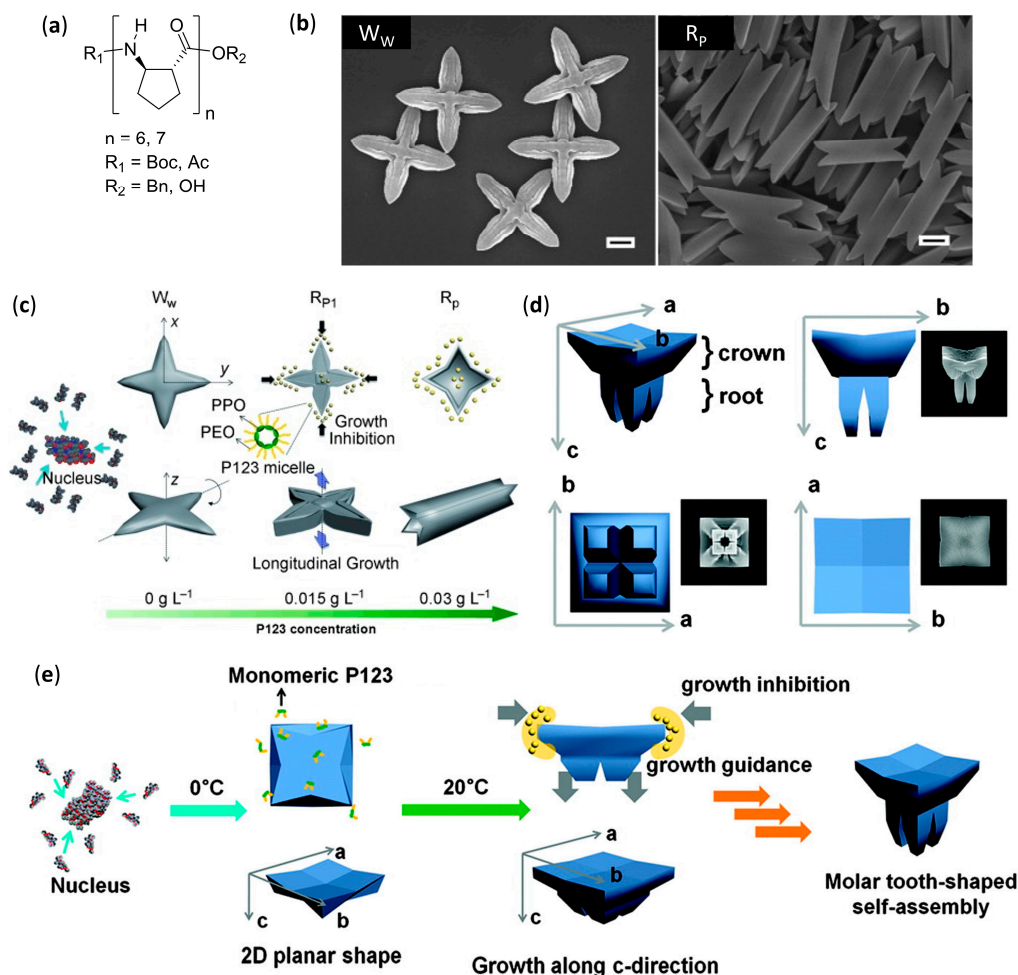 (a)
H
N
O
R1
OR2
n
n = 6, 7
R1 = Boc, Ac
R2 = Bn, OH
(b)
WW
RP
(c)
Ww
RP1
Rp
x
y
PPO
PEO
Growth
Inhibition
P123 micelle
Nucleus
z
Longitudinal Growth
0 g L–1
0.015 g L–1
0.03 g L–1
P123 concentration
(d)
a
b
crown
root
c
b
c
b
a
a
b
(e)
Monomeric P123
growth inhibition
0°C
20°C
growth guidance
Nucleus
a
b
c
2D planar shape
a
b
c
Growth along c-direction
Molar tooth-shaped
self-assembly